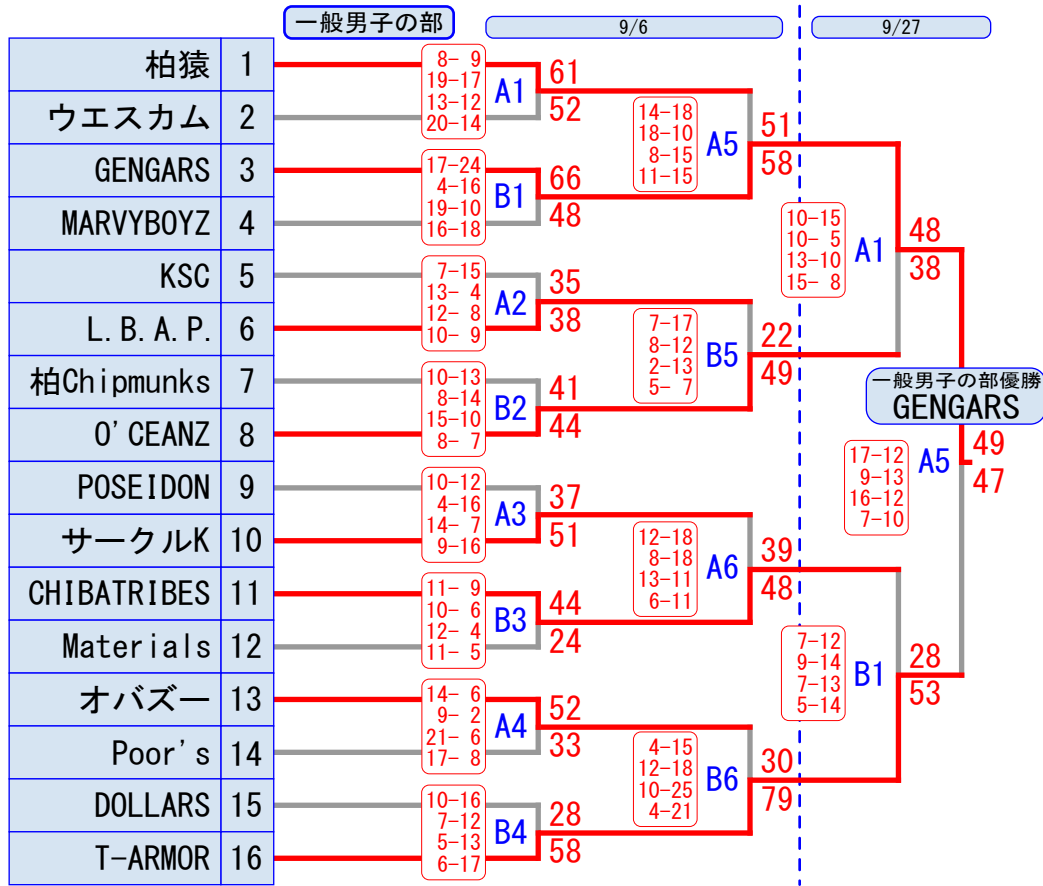 一般男子の部
9/6
9/27
柏猿 1
ウエスカム 2
GENGARS 3
MARVYBOYZ 4
KSC 5
L.B.A.P. 6
柏Chipmunks 7
O'CEANZ 8
POSEIDON 9
サークルK 10
CHIBATRIBES 11
Materials 12
オバズー 13
Poor's 14
DOLLARS 15
T-ARMOR 16
8- 9
19-17
13-12
20-14
A1
61
52
17-24
4-16
19-10
16-18
B1
66
48
7-15
13- 4
12- 8
10- 9
A2
35
38
10-13
8-14
15-10
8- 7
B2
41
44
10-12
4-16
14- 7
9-16
A3
37
51
11- 9
10- 6
12- 4
11- 5
B3
44
24
14- 6
9- 2
21- 6
17- 8
A4
52
33
10-16
7-12
5-13
6-17
B4
28
58
14-18
18-10
8-15
11-15
A5
51
58
7-17
8-12
2-13
5- 7
B5
22
49
12-18
8-18
13-11
6-11
A6
39
48
4-15
12-18
10-25
4-21
B6
30
79
10-15
10- 5
13-10
15- 8
A1
48
38
7-12
9-14
7-13
5-14
B1
28
53
一般男子の部優勝
GENGARS
17-12
9-13
16-12
7-10
A5
49
47